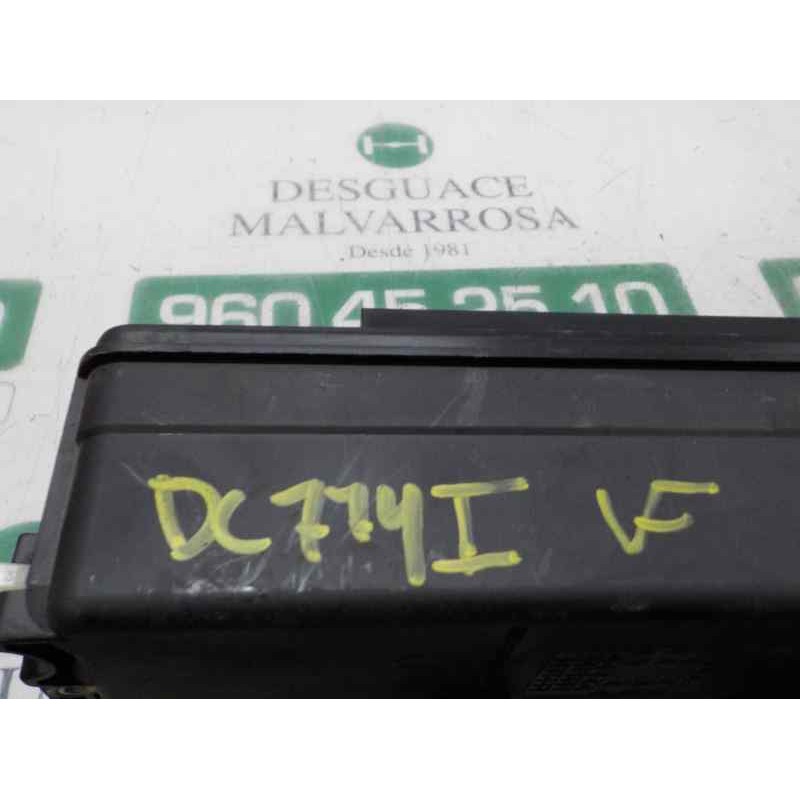 DESGUACE
MALVARROSA
Desde 1981
960 45 25 10
DC774I VF